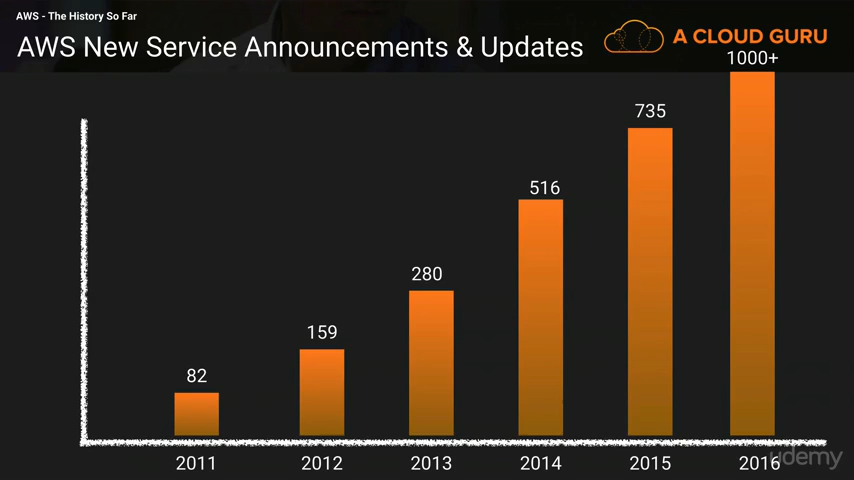 AWS - The History So Far
AWS New Service Announcements & Updates
A CLOUD GURU
1000+
735
516
280
159
82
2011 2012 2013 2014 2015 2016
udemy